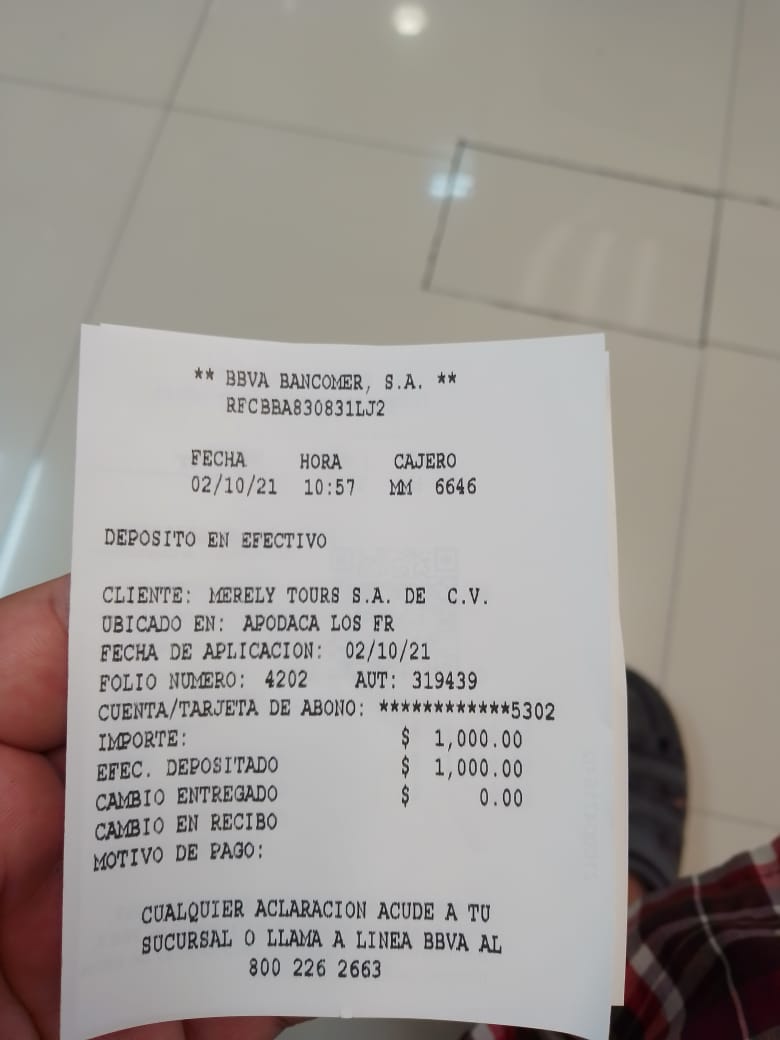 ** BBVA BANCOMER, S.A. **
RFCBBA830831LJ2
FECHA HORA CAJERO
02/10/21 10:57 MM 6646
DEPOSITO EN EFECTIVO
CLIENTE: MERELY TOURS S.A. DE C.V.
UBICADO EN: APODACA LOS FR
FECHA DE APLICACION: 02/10/21
FOLIO NUMERO: 4202 AUT: 319439
CUENTA/TARJETA DE ABONO: ************5302
IMPORTE: $ 1,000.00
EFEC. DEPOSITADO $ 1,000.00
CAMBIO ENTREGADO $ 0.00
CAMBIO EN RECIBO
MOTIVO DE PAGO:
CUALQUIER ACLARACION ACUDE A TU
SUCURSAL O LLAMA A LINEA BBVA AL
800 226 2663